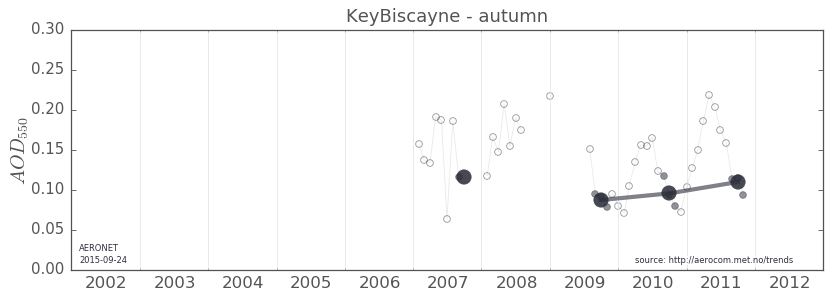 KeyBiscayne - autumn
0.30
0.25
0.20
0.15
0.10
0.05
0.00
AOD550
AERONET
2015-09-24
source: http://aerocom.met.no/trends
2002 2003 2004 2005 2006 2007 2008 2009 2010 2011 2012